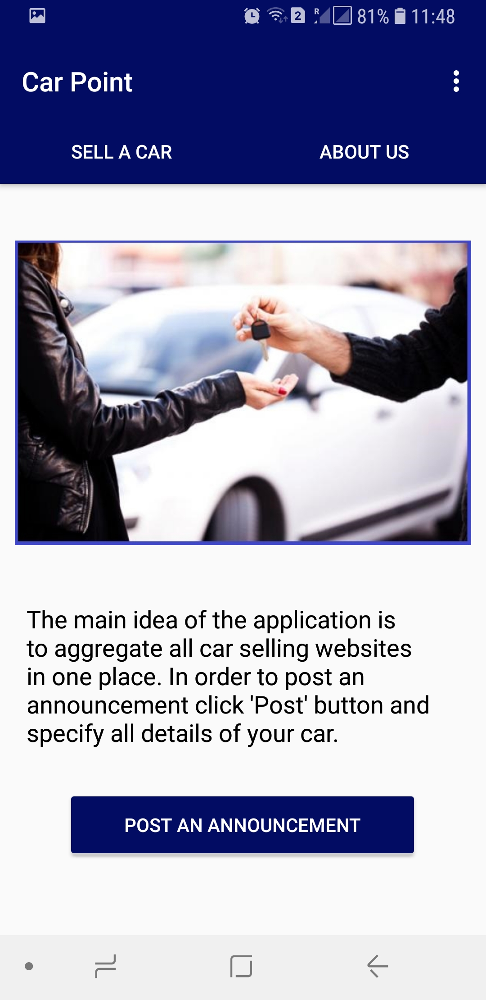 2 R 81% 11:48
Car Point
SELL A CAR ABOUT US
The main idea of the application is
to aggregate all car selling websites
in one place. In order to post an
announcement click 'Post' button and
specify all details of your car.
POST AN ANNOUNCEMENT